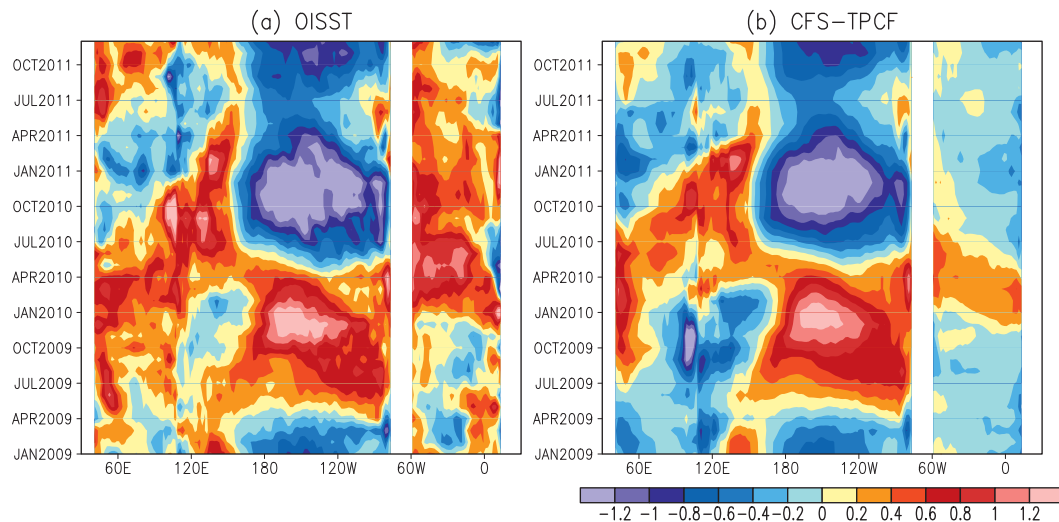 (a) OISST
(b) CFS-TPCF
OCT2011
JUL2011
APR2011
JAN2011
OCT2010
JUL2010
APR2010
JAN2010
OCT2009
JUL2009
APR2009
JAN2009
60E 120E 180 120W 60W 0
OCT2011
JUL2011
APR2011
JAN2011
OCT2010
JUL2010
APR2010
JAN2010
OCT2009
JUL2009
APR2009
JAN2009
60E 120E 180 120W 60W 0
-1.2 -1 -0.8 -0.6 -0.4 -0.2 0 0.2 0.4 0.6 0.8 1 1.2